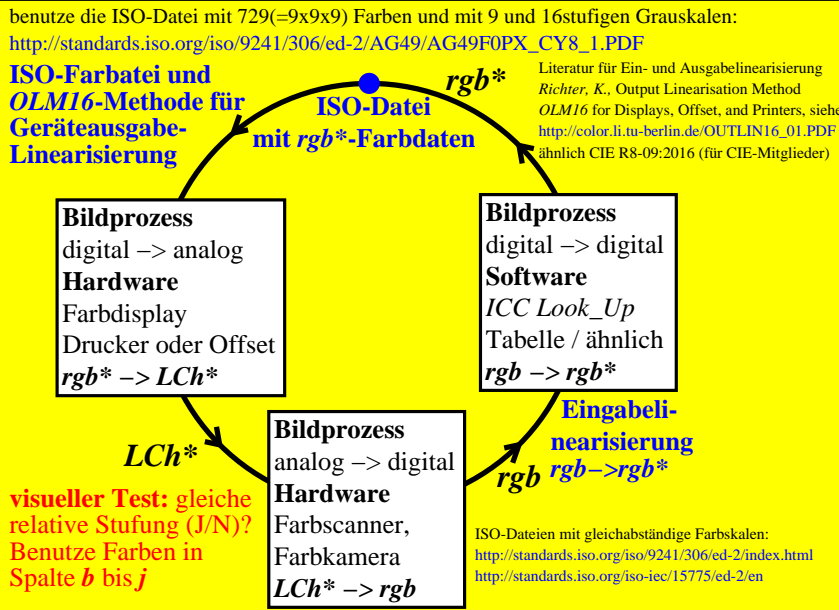 benutze die ISO-Datei mit 729(=9x9x9) Farben und mit 9 und 16stufigen Grauskalen:
http://standards.iso.org/iso/9241/306/ed-2/AG49/AG49F0PX_CY8_1.PDF
ISO-Farbatei und
OLM16-Methode für
Geräteausgabe-
Linearisierung
ISO-Datei
mit rgb*-Farbdaten
rgb*
Literatur für Ein- und Ausgabelinearisierung
Richter, K., Output Linearisation Method
OLM16 for Displays, Offset, and Printers, siehe
http://color.li.tu-berlin.de/OUTLIN16_01.PDF
ähnlich CIE R8-09:2016 (für CIE-Mitglieder)
Bildprozess
digital −> analog
Hardware
Farbdisplay
Drucker oder Offset
rgb* −> LCh*
Bildprozess
digital −> digital
Software
ICC Look_Up
Tabelle / ähnlich
rgb −> rgb*
LCh*
Bildprozess
analog −> digital
Hardware
Farbscanner,
Farbkamera
LCh* −> rgb
rgb
Eingabeli-
nearisierung
rgb−>rgb*
visueller Test: gleiche
relative Stufung (J/N)?
Benutze Farben in
Spalte b bis j
ISO-Dateien mit gleichabständige Farbskalen:
http://standards.iso.org/iso/9241/306/ed-2/index.html
http://standards.iso.org/iso-iec/15775/ed-2/en